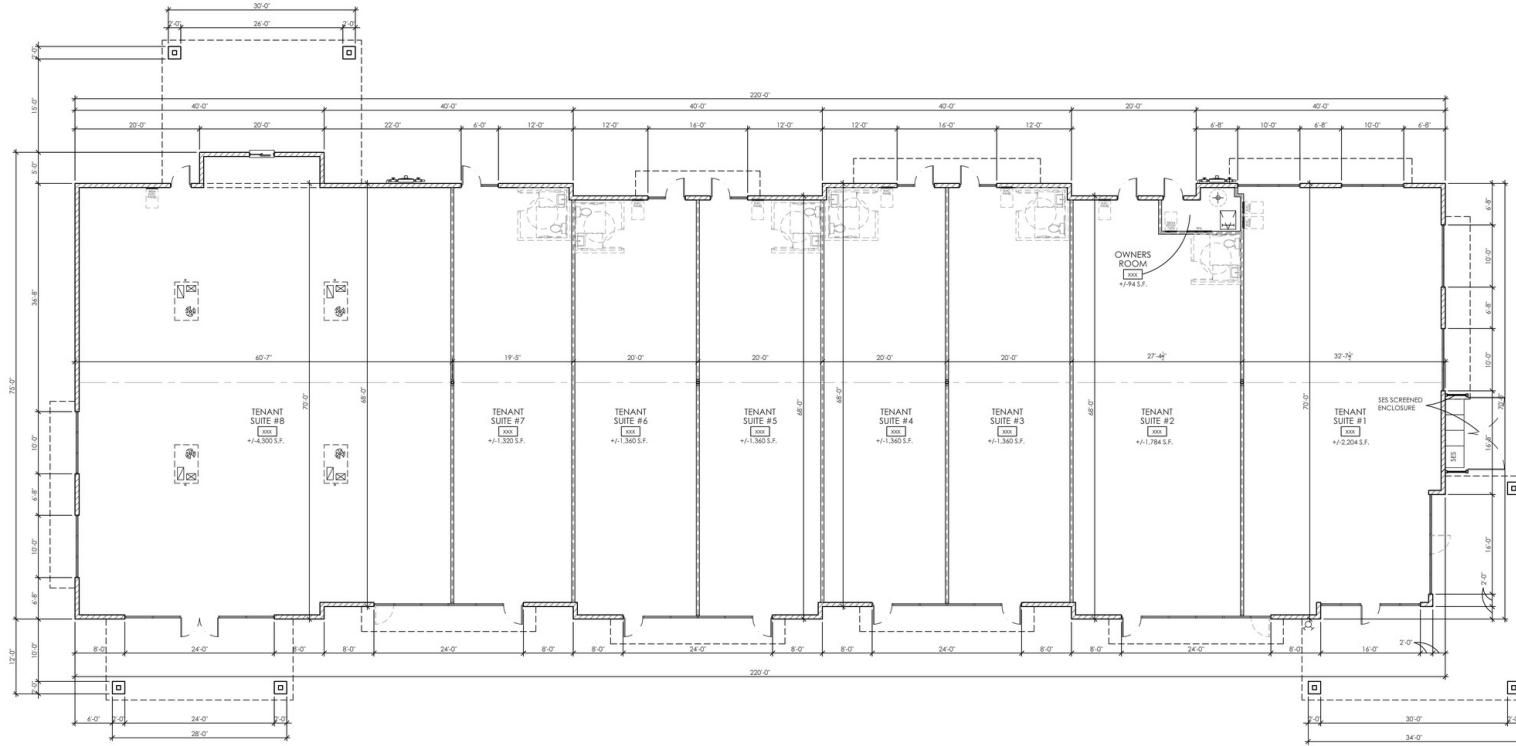 30'-0"
2'-0" 26'-0" 2'-0"
2'-0"
15'-0"
220'-0"
40'-0" 40'-0" 40'-0" 40'-0" 20'-0" 40'-0"
20'-0" 20'-0" 22'-0" 6'-0" 12'-0" 12'-0" 16'-0" 12'-0" 12'-0" 16'-0" 12'-0" 6'-8" 10'-0" 6'-8" 10'-0" 6'-8"
5'-0"
75'-0"
36'-8"
6'-8"
10'-0"
6'-8"
10'-0"
OWNERS
ROOM
XXX
+/-94 S.F.
60'-7" 19'-5" 20'-0" 20'-0" 20'-0" 20'-0" 27'-4½" 32'-7½"
70'-0" 68'-0" 68'-0" 68'-0" 68'-0" 70'-0" 70'-0"
SES SCREENED
ENCLOSURE
SES
16'-8"
TENANT
SUITE #8
XXX
+/-4,300 S.F.
TENANT
SUITE #7
XXX
+/-1,320 S.F.
TENANT
SUITE #6
XXX
+/-1,360 S.F.
TENANT
SUITE #5
XXX
+/-1,360 S.F.
TENANT
SUITE #4
XXX
+/-1,360 S.F.
TENANT
SUITE #3
XXX
+/-1,360 S.F.
TENANT
SUITE #2
XXX
+/-1,784 S.F.
TENANT
SUITE #1
XXX
+/-2,204 S.F.
10'-0"
6'-8"
10'-0"
6'-8"
16'-0"
2'-0"
12'-0"
10'-0"
2'-0"
8'-0" 24'-0" 8'-0" 8'-0" 24'-0" 8'-0" 8'-0" 24'-0" 8'-0" 8'-0" 24'-0" 8'-0" 8'-0" 24'-0" 8'-0" 16'-0" 2'-0"
220'-0"
6'-0" 2'-0" 24'-0" 2'-0"
28'-0"
2'-0" 30'-0" 2'-0"
34'-0"